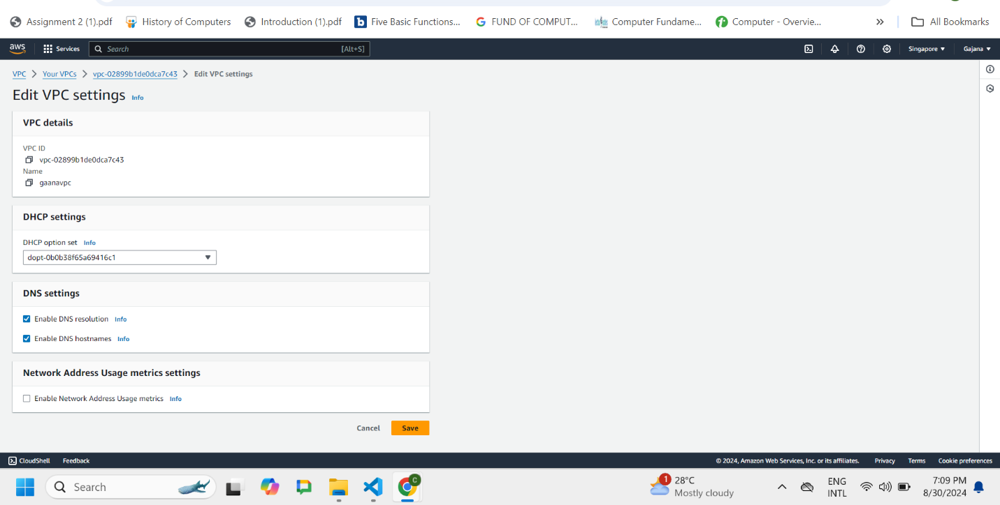 Assignment 2 (1).pdf History of Computers Introduction (1).pdf b Five Basic Functions... G FUND OF COMPUT... Computer Fundame... Computer - Overvie... » All Bookmarks
aws Services Search [Alt+S] Singapore ▼ Gajana ▼
VPC > Your VPCs > vpc-02899b1de0dca7c43 > Edit VPC settings
Edit VPC settings Info
VPC details
VPC ID
vpc-02899b1de0dca7c43
Name
gaanavpc
DHCP settings
DHCP option set Info
dopt-0b0b38f65a69416c1
DNS settings
Enable DNS resolution Info
Enable DNS hostnames Info
Network Address Usage metrics settings
Enable Network Address Usage metrics Info
Cancel Save
CloudShell Feedback © 2024, Amazon Web Services, Inc. or its affiliates. Privacy Terms Cookie preferences
Search C 1 28°C ENG 7:09 PM
Mostly cloudy INTL 8/30/2024